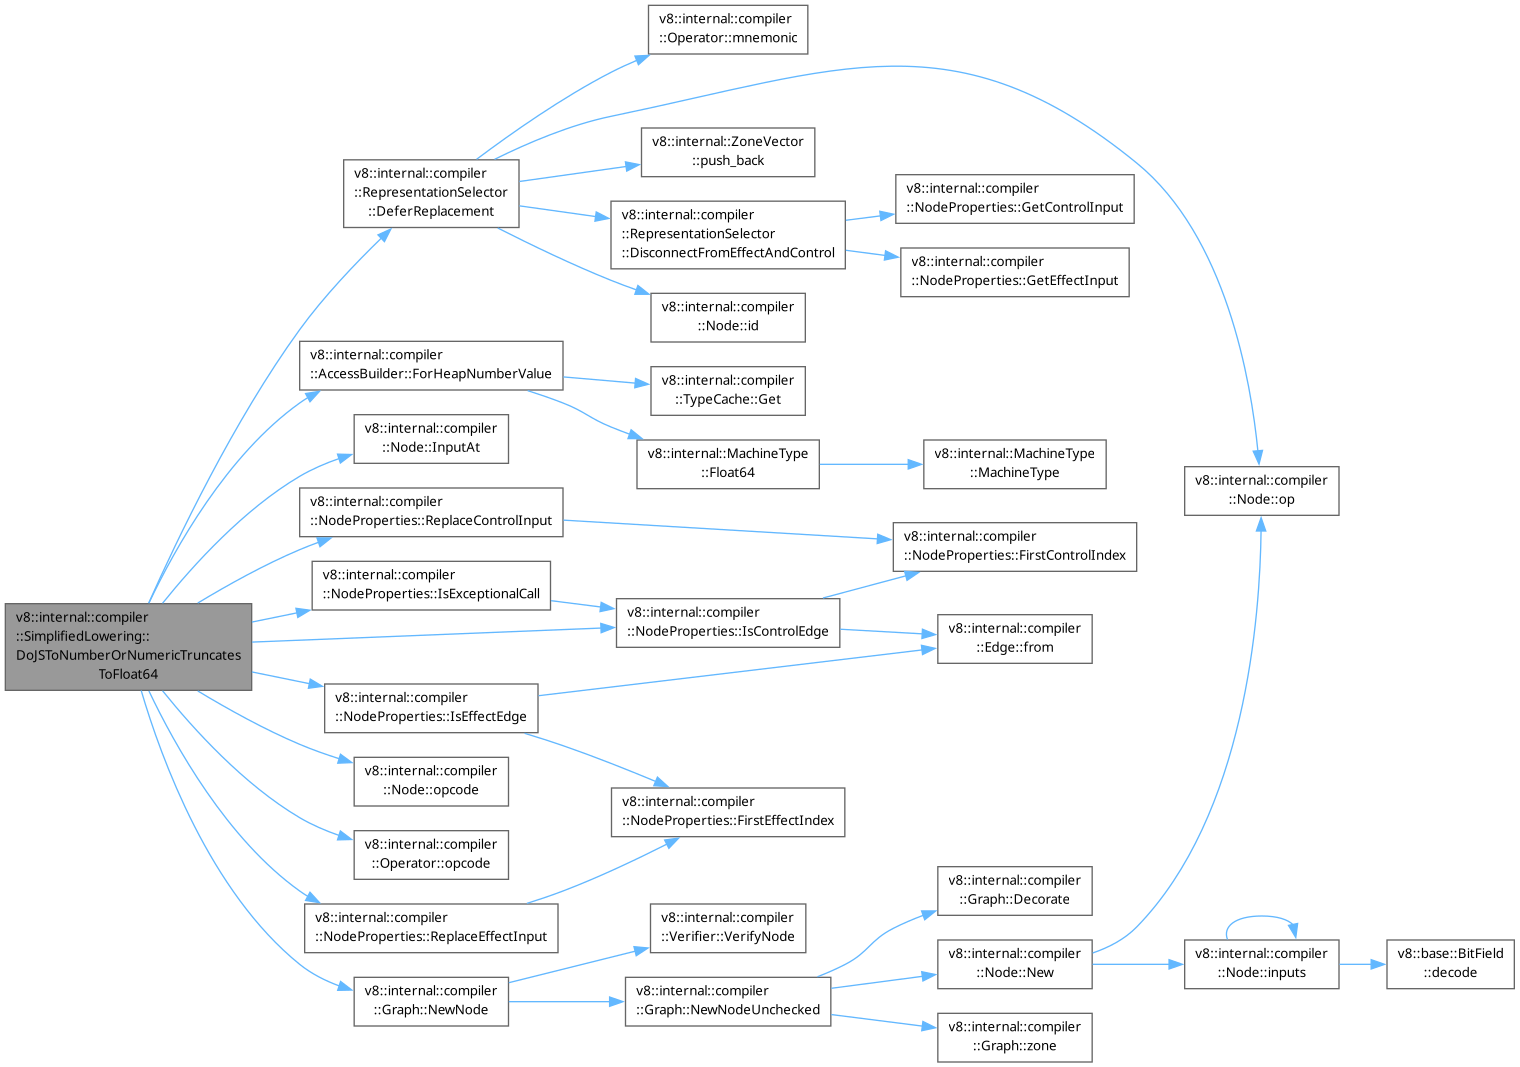 v8::internal::compiler
::Operator::mnemonic
v8::internal::ZoneVector
::push_back
v8::internal::compiler
::RepresentationSelector
::DeferReplacement
v8::internal::compiler
::NodeProperties::GetControlInput
v8::internal::compiler
::RepresentationSelector
::DisconnectFromEffectAndControl
v8::internal::compiler
::NodeProperties::GetEffectInput
v8::internal::compiler
::Node::id
v8::internal::compiler
::AccessBuilder::ForHeapNumberValue
v8::internal::compiler
::TypeCache::Get
v8::internal::compiler
::Node::InputAt
v8::internal::MachineType
::Float64
v8::internal::MachineType
::MachineType
v8::internal::compiler
::Node::op
v8::internal::compiler
::NodeProperties::ReplaceControlInput
v8::internal::compiler
::NodeProperties::FirstControlIndex
v8::internal::compiler
::NodeProperties::IsExceptionalCall
v8::internal::compiler
::SimplifiedLowering::
DoJSToNumberOrNumericTruncates
ToFloat64
v8::internal::compiler
::NodeProperties::IsControlEdge
v8::internal::compiler
::Edge::from
v8::internal::compiler
::NodeProperties::IsEffectEdge
v8::internal::compiler
::Node::opcode
v8::internal::compiler
::NodeProperties::FirstEffectIndex
v8::internal::compiler
::Operator::opcode
v8::internal::compiler
::Graph::Decorate
v8::internal::compiler
::NodeProperties::ReplaceEffectInput
v8::internal::compiler
::Verifier::VerifyNode
v8::internal::compiler
::Node::New
v8::internal::compiler
::Node::inputs
v8::base::BitField
::decode
v8::internal::compiler
::Graph::NewNode
v8::internal::compiler
::Graph::NewNodeUnchecked
v8::internal::compiler
::Graph::zone